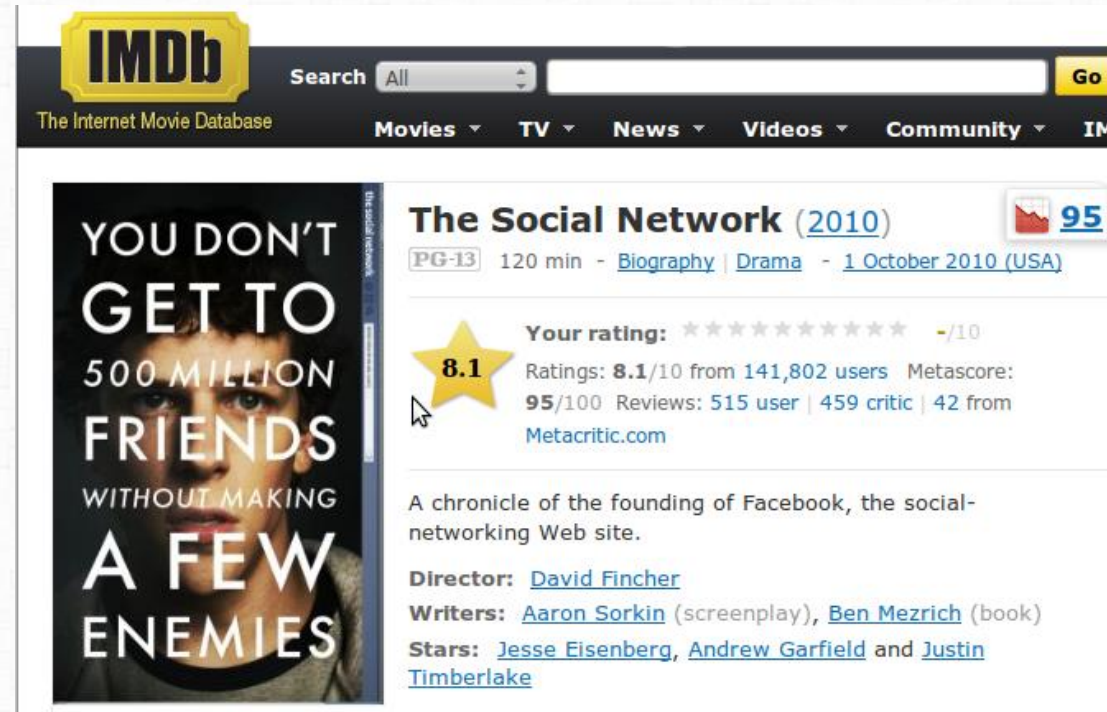 IMDb
The Internet Movie Database
Search All Go
Movies TV News Videos Community IM
YOU DON'T
GET TO
500 MILLION
FRIENDS
WITHOUT MAKING
A FEW
ENEMIES
the social network
The Social Network (2010)
95
PG-13 120 min - Biography | Drama - 1 October 2010 (USA)
8.1
Your rating: -/10
Ratings: 8.1/10 from 141,802 users Metascore:
95/100 Reviews: 515 user | 459 critic | 42 from
Metacritic.com
A chronicle of the founding of Facebook, the social-
networking Web site.
Director: David Fincher
Writers: Aaron Sorkin (screenplay), Ben Mezrich (book)
Stars: Jesse Eisenberg, Andrew Garfield and Justin
Timberlake